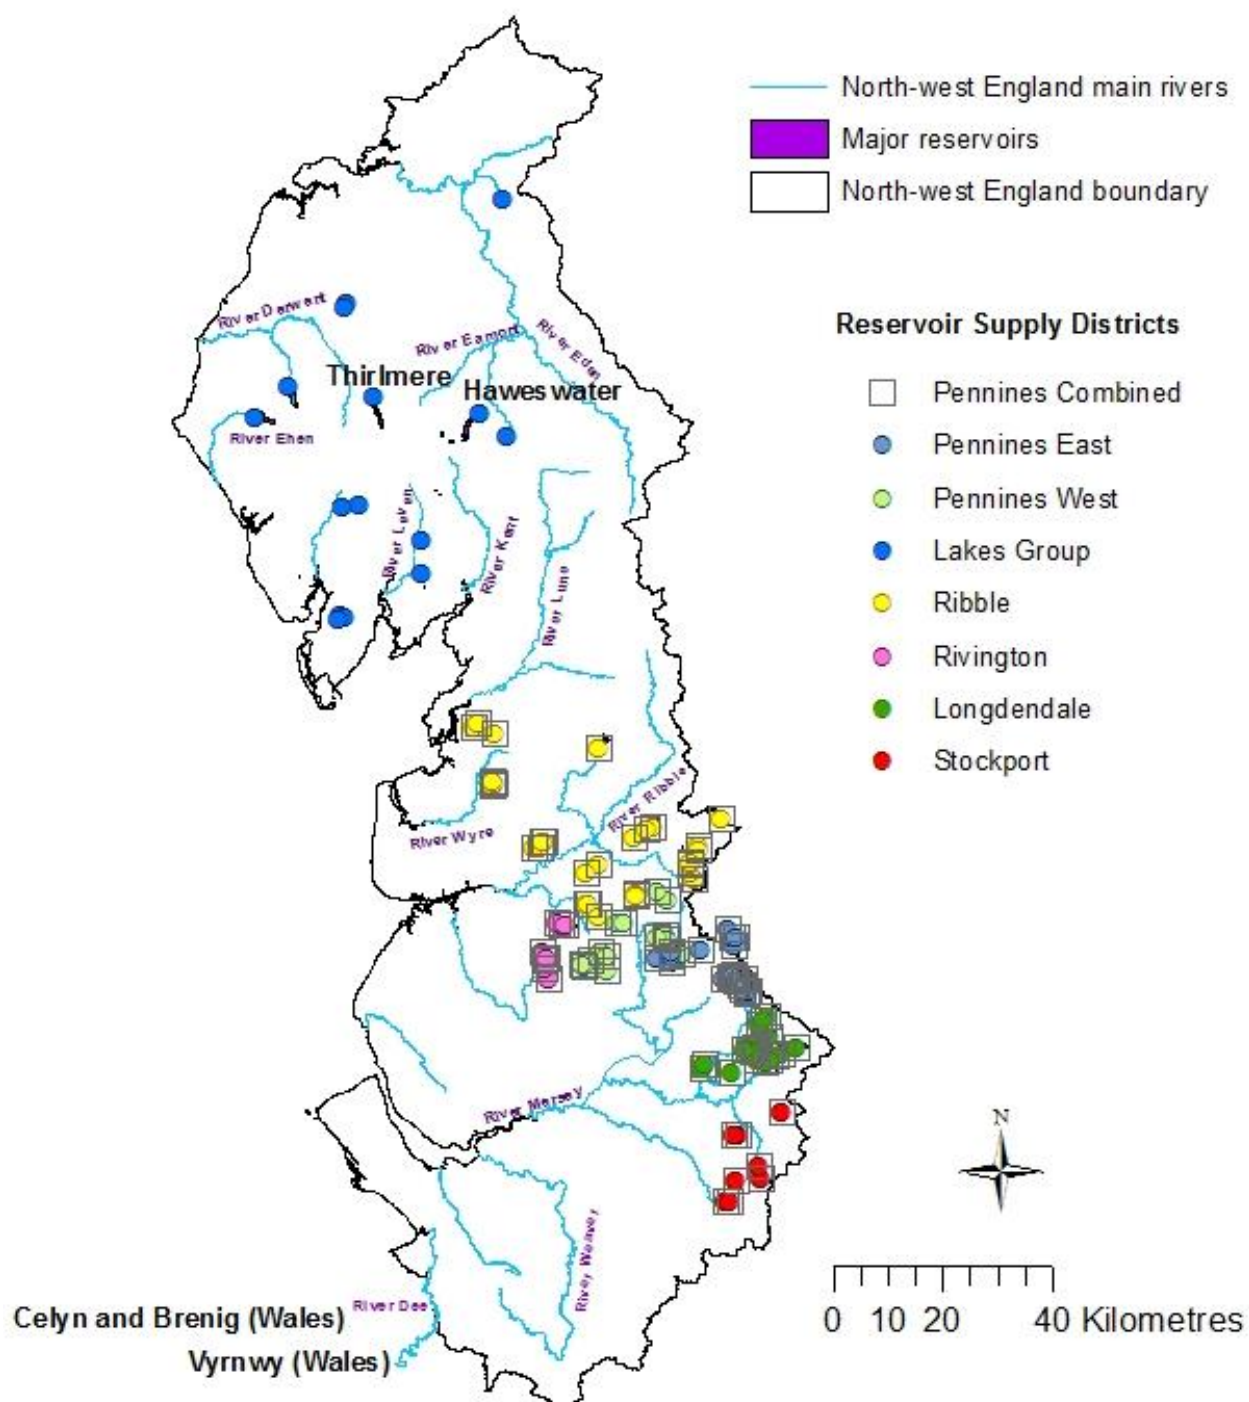 North-west England main rivers
Major reservoirs
North-west England boundary
River Derwent
River Eamont
River Eden
Thirlmere
Haweswater
River Ehen
Reservoir Supply Districts
Pennines Combined
Pennines East
Pennines West
Lakes Group
Ribble
Rivington
Longdendale
Stockport
River Leven
River Kent
River Lune
River Ribble
River Wyre
River Mersey
N
River Weaver
River Dee
Celyn and Brenig (Wales)
Vyrnwy (Wales)
0 10 20 40 Kilometres